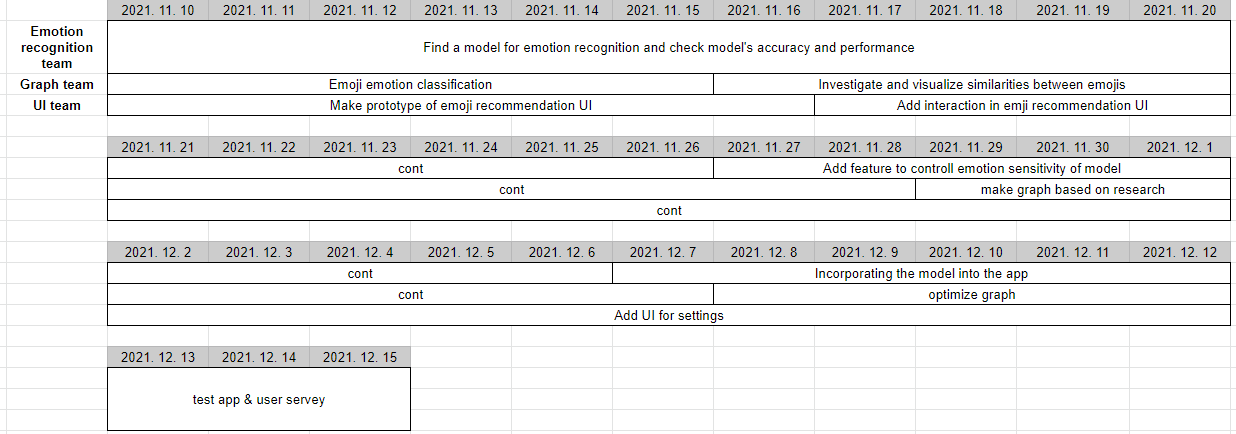 2021. 11. 10 2021. 11. 11 2021. 11. 12 2021. 11. 13 2021. 11. 14 2021. 11. 15 2021. 11. 16 2021. 11. 17 2021. 11. 18 2021. 11. 19 2021. 11. 20
Emotion
recognition
team
Find a model for emotion recognition and check model's accuracy and performance
Graph team Emoji emotion classification Investigate and visualize similarities between emojis
UI team Make prototype of emoji recommendation UI Add interaction in emji recommendation UI
2021. 11. 21 2021. 11. 22 2021. 11. 23 2021. 11. 24 2021. 11. 25 2021. 11. 26 2021. 11. 27 2021. 11. 28 2021. 11. 29 2021. 11. 30 2021. 12. 1
cont Add feature to controll emotion sensitivity of model
cont make graph based on research
cont
2021. 12. 2 2021. 12. 3 2021. 12. 4 2021. 12. 5 2021. 12. 6 2021. 12. 7 2021. 12. 8 2021. 12. 9 2021. 12. 10 2021. 12. 11 2021. 12. 12
cont Incorporating the model into the app
cont optimize graph
Add UI for settings
2021. 12. 13 2021. 12. 14 2021. 12. 15
test app & user servey